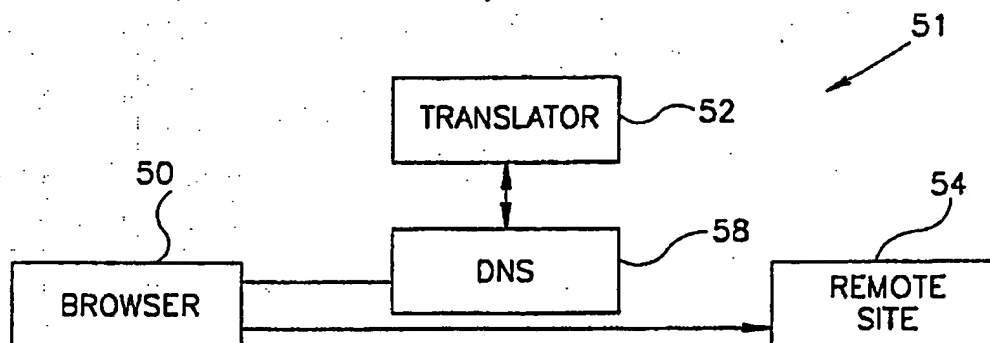 51
TRANSLATOR
52
50
54
58
DNS
BROWSER
REMOTE
SITE